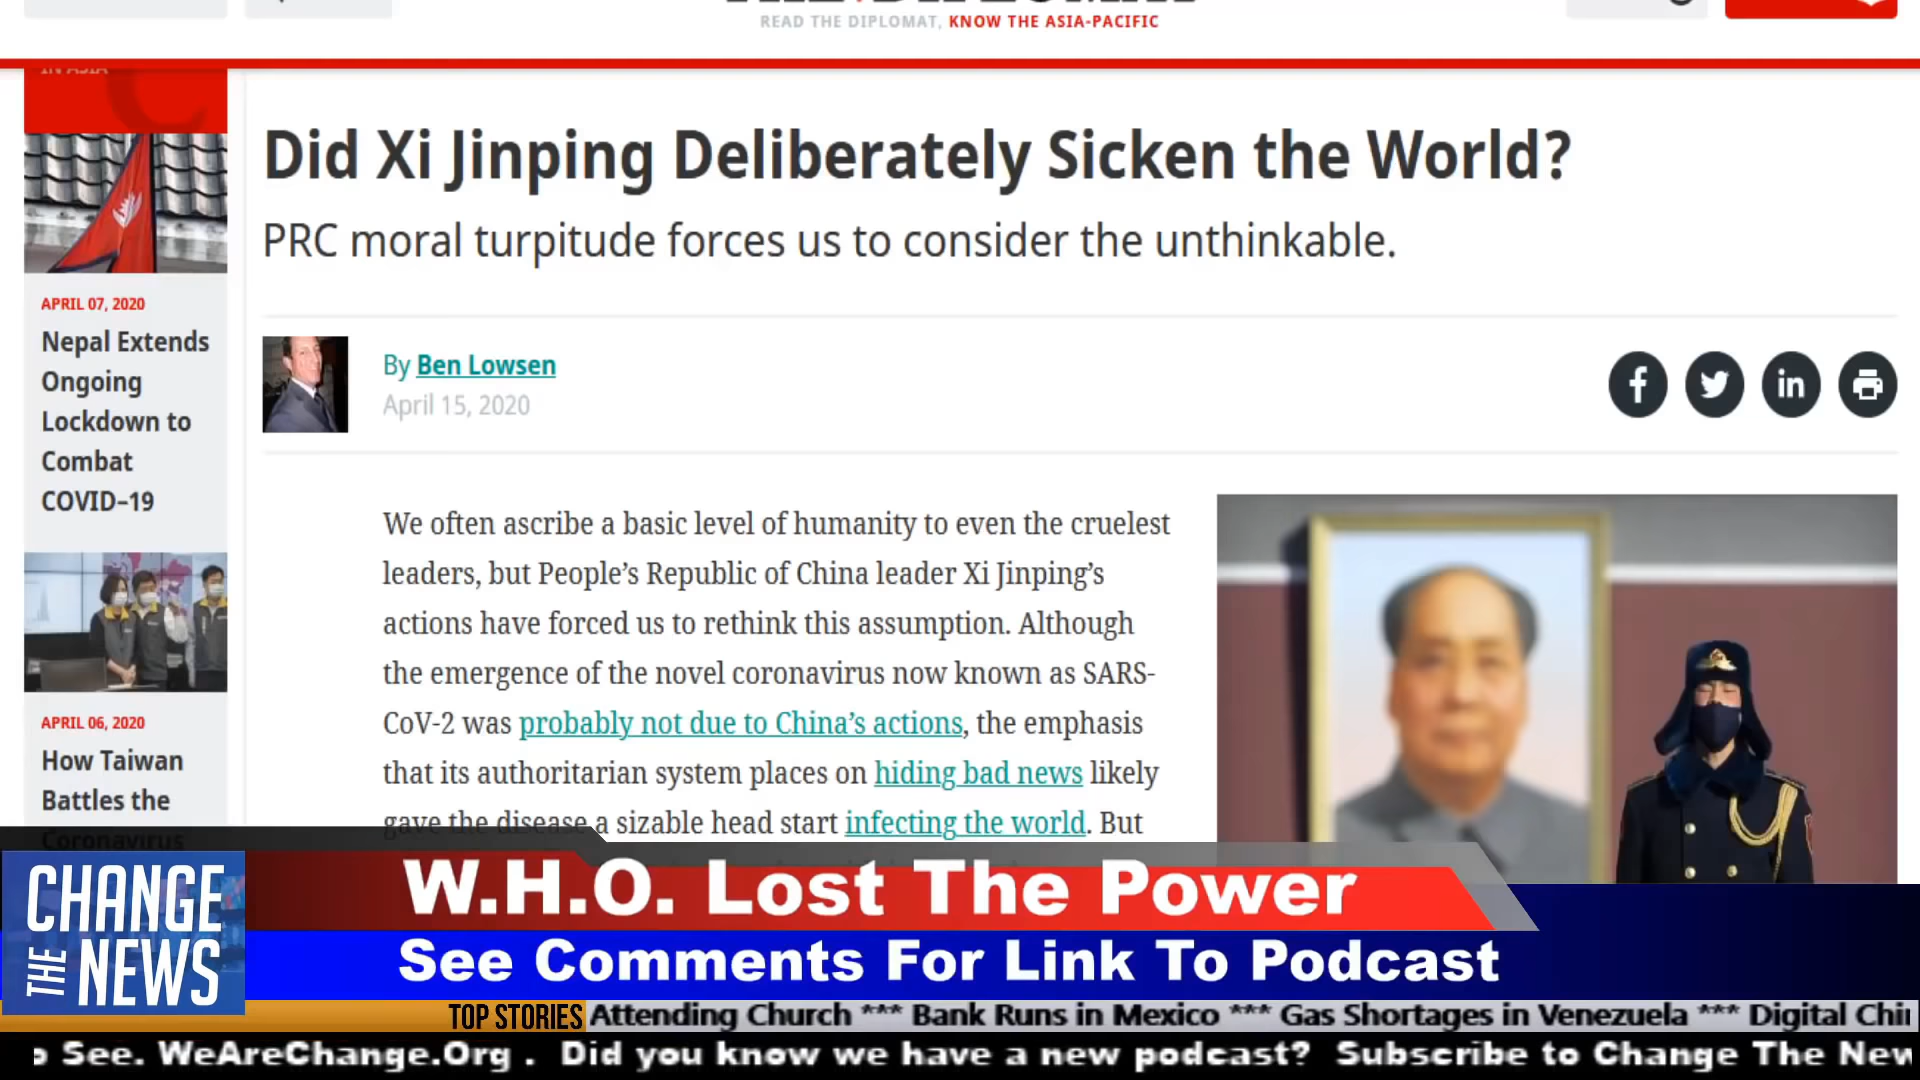 READ THE DIPLOMAT, KNOW THE ASIA-PACIFIC
IN ASIA
Did Xi Jinping Deliberately Sicken the World?
PRC moral turpitude forces us to consider the unthinkable.
By Ben Lowsen
April 15, 2020
APRIL 07, 2020
Nepal Extends
Ongoing
Lockdown to
Combat
COVID-19
APRIL 06, 2020
How Taiwan
Battles the
Coronavirus
We often ascribe a basic level of humanity to even the cruelest
leaders, but People's Republic of China leader Xi Jinping's
actions have forced us to rethink this assumption. Although
the emergence of the novel coronavirus now known as SARS-
CoV-2 was probably not due to China's actions, the emphasis
that its authoritarian system places on hiding bad news likely
gave the disease a sizable head start infecting the world. But
CHANGE
THE NEWS
W.H.O. Lost The Power
See Comments For Link To Podcast
TOP STORIES Attending Church *** Bank Runs in Mexico *** Gas Shortages in Venezuela *** Digital Chi
See. WeAreChange.Org . Did you know we have a new podcast? Subscribe to Change The New